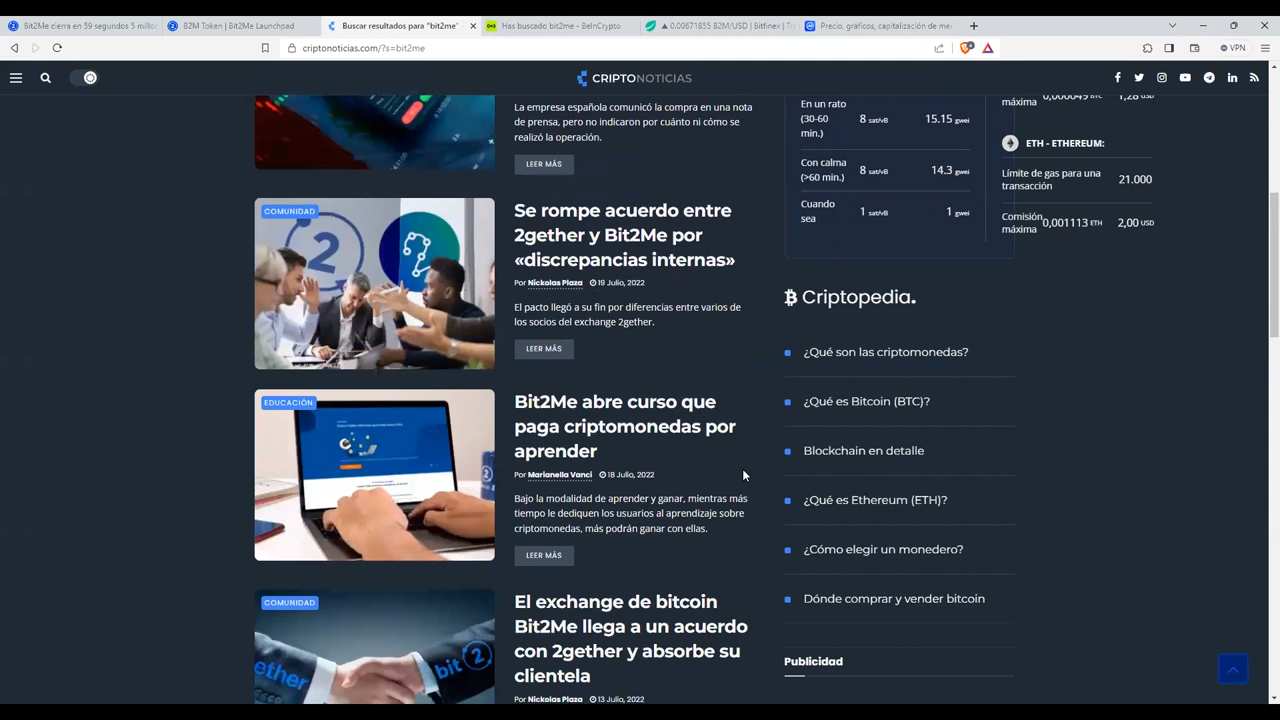 Bit2Me cierra en 59 segundos 5 millor
B2M Token | Bit2Me Launchpad
Buscar resultados para "bit2me"
Has buscado bit2me - BeInCrypto
▲ 0.00671855 B2M/USD | Bitfinex | Tr
Precio, gráficos, capitalización de me
criptonoticias.com/?s=bit2me
VPN
CRIPTONOTICIAS
La empresa española comunicó la compra en una nota
de prensa, pero no indicaron por cuánto ni cómo se
realizó la operación.
LEER MÁS
COMUNIDAD
Se rompe acuerdo entre
2gether y Bit2Me por
«discrepancias internas»
Por Nickolas Plaza 19 Julio, 2022
El pacto llegó a su fin por diferencias entre varios de
los socios del exchange 2gether.
LEER MÁS
EDUCACIÓN
Bit2Me abre curso que
paga criptomonedas por
aprender
Por Marianella Vanci 18 Julio, 2022
Bajo la modalidad de aprender y ganar, mientras más
tiempo le dediquen los usuarios al aprendizaje sobre
criptomonedas, más podrán ganar con ellas.
LEER MÁS
COMUNIDAD
ether
bit 2
El exchange de bitcoin
Bit2Me llega a un acuerdo
con 2gether y absorbe su
clientela
Por Nickolas Plaza 13 Julio, 2022
En un rato
(30-60
min.)
8 sat/vB
15.15 gwei
Con calma
(>60 min.)
8 sat/vB
14.3 gwei
Cuando
sea
1 sat/vB
1 gwei
máxima
0,000049 BTC
1,28 USD
ETH - ETHEREUM:
Límite de gas para una
transacción
21.000
Comisión
máxima
0,001113 ETH
2,00 USD
Criptopedia.
¿Qué son las criptomonedas?
¿Qué es Bitcoin (BTC)?
Blockchain en detalle
¿Qué es Ethereum (ETH)?
¿Cómo elegir un monedero?
Dónde comprar y vender bitcoin
Publicidad